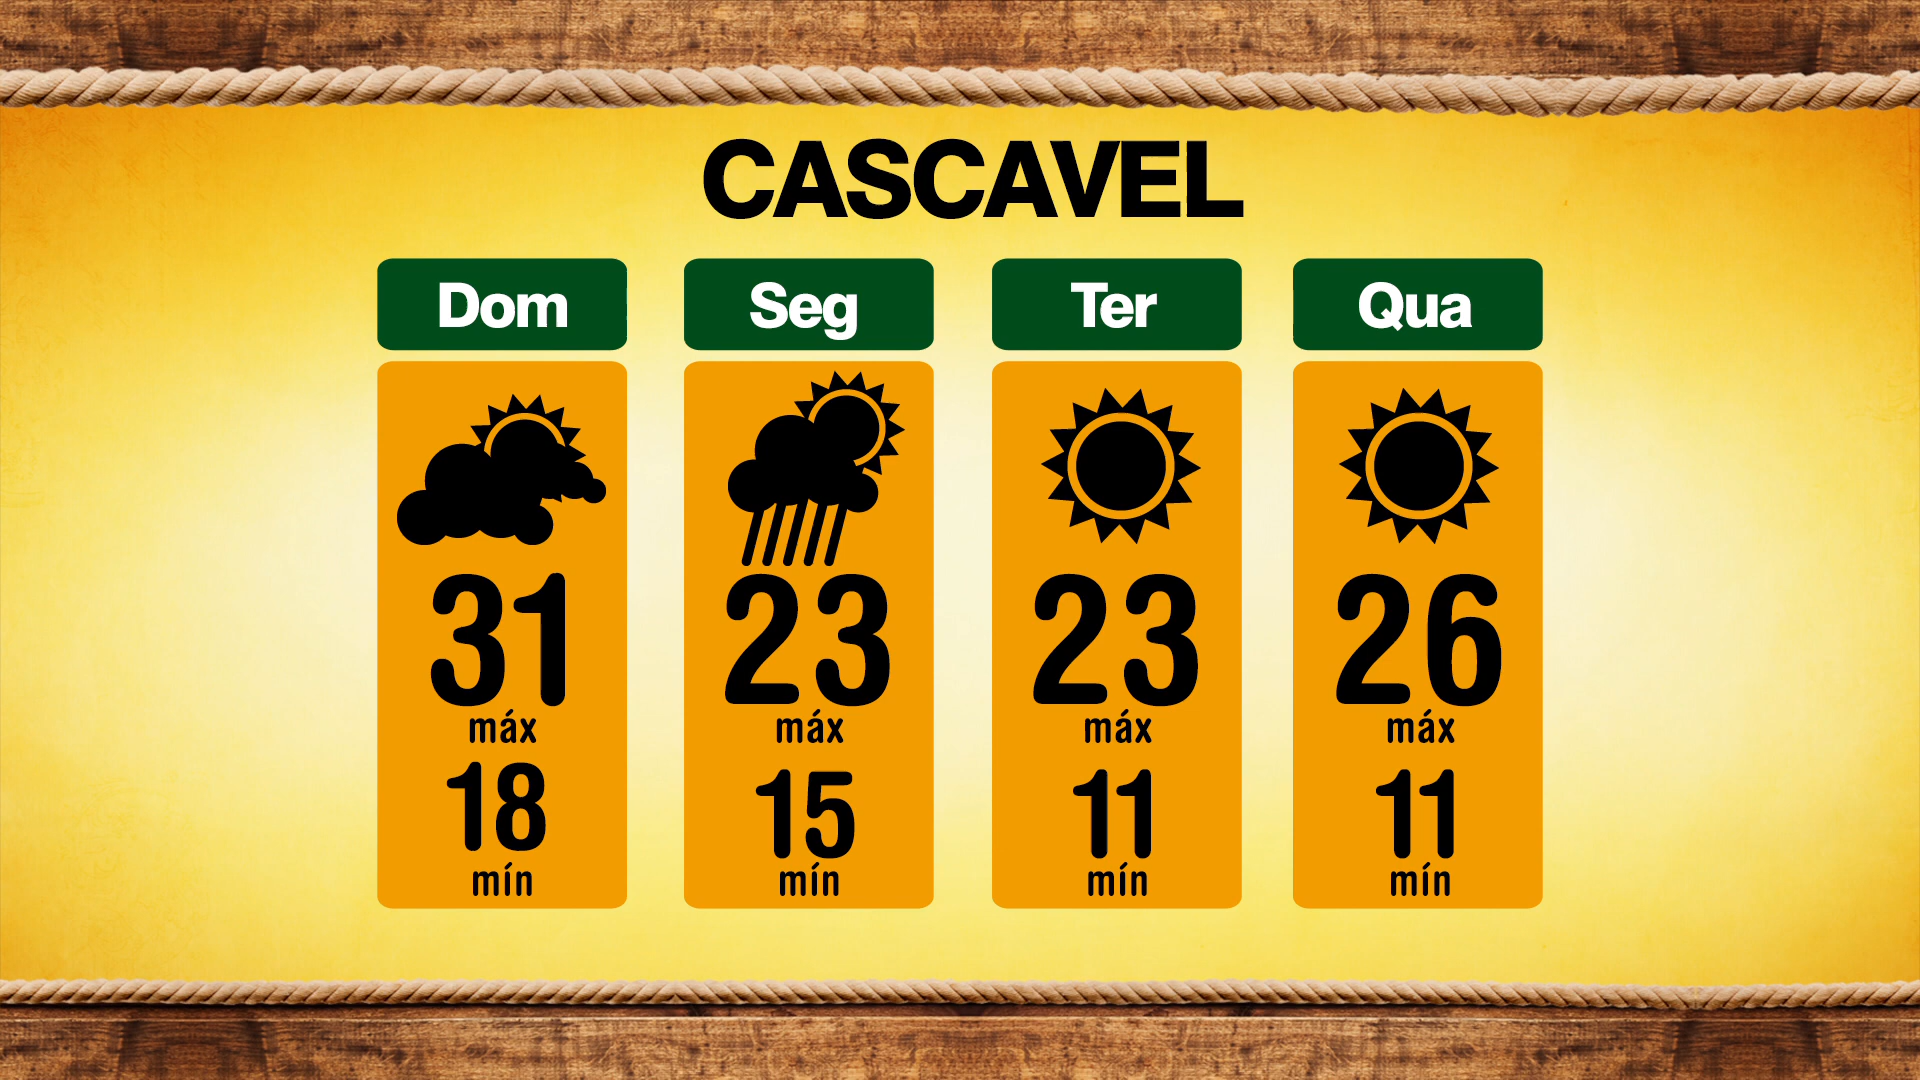 CASCAVEL
Dom
Seg
Ter
Qua
31
23
23
26
máx
máx
máx
máx
18
15
11
11
mín
mín
mín
mín